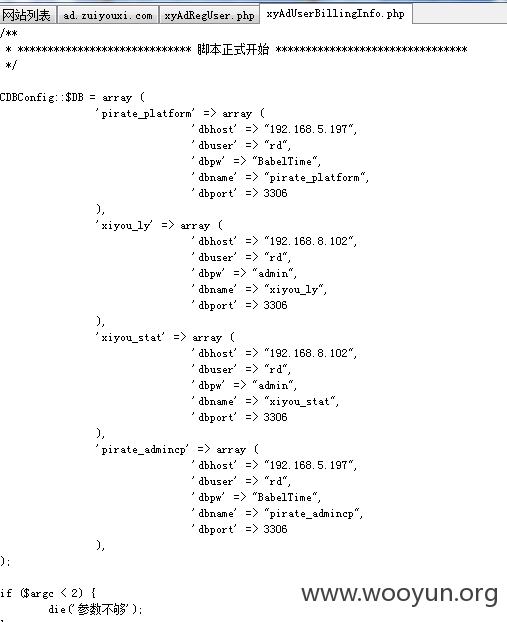 网站列表 ad.zuiyouxi.com xyAdRegUser.php xyAdUserBillingInfo.php
/**
 * ***************************** 脚本正式开始 ********************************
 */
CDBConfig::$DB = array (
'pirate_platform' => array (
'dbhost' => "192.168.5.197",
'dbuser' => "rd",
'dbpw' => "BabelTime",
'dbname' => "pirate_platform",
'dbport' => 3306
),
'xiyou_ly' => array (
'dbhost' => "192.168.8.102",
'dbuser' => "rd",
'dbpw' => "admin",
'dbname' => "xiyou_ly",
'dbport' => 3306
),
'xiyou_stat' => array (
'dbhost' => "192.168.8.102",
'dbuser' => "rd",
'dbpw' => "admin",
'dbname' => "xiyou_stat",
'dbport' => 3306
),
'pirate_admincp' => array (
'dbhost' => "192.168.5.197",
'dbuser' => "rd",
'dbpw' => "BabelTime",
'dbname' => "pirate_admincp",
'dbport' => 3306
),
);
if ($argc < 2) {
die('参数不够');
www.wooyun.org